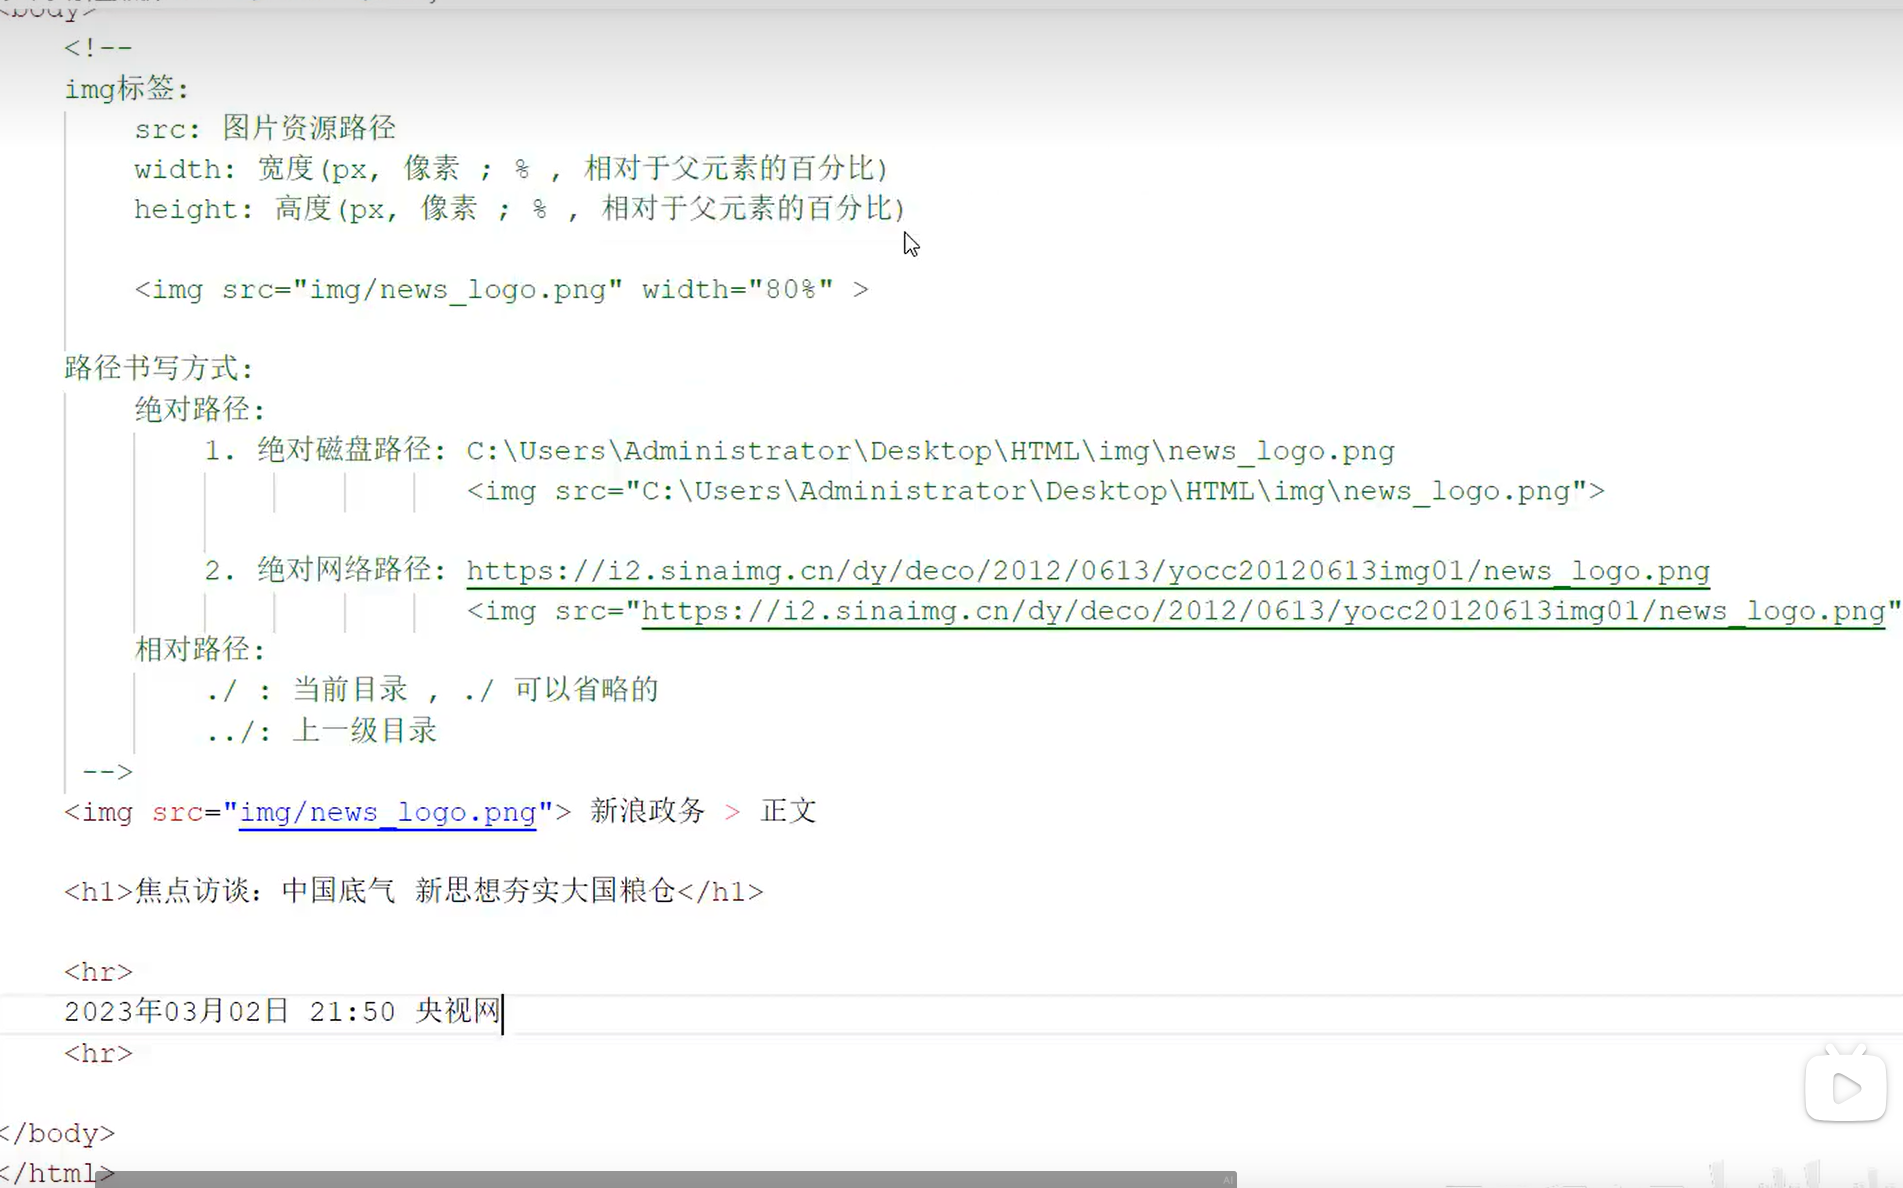 <body>
<!--
img标签:
src: 图片资源路径
width: 宽度(px, 像素 ; % , 相对于父元素的百分比)
height: 高度(px, 像素 ; % , 相对于父元素的百分比)
<img src="img/news_logo.png" width="80%" >
路径书写方式:
绝对路径:
1. 绝对磁盘路径: C:\Users\Administrator\Desktop\HTML\img\news_logo.png
<img src="C:\Users\Administrator\Desktop\HTML\img\news_logo.png">
2. 绝对网络路径: https://i2.sinaimg.cn/dy/deco/2012/0613/yocc20120613img01/news_logo.png
<img src="https://i2.sinaimg.cn/dy/deco/2012/0613/yocc20120613img01/news_logo.png"
相对路径:
./ : 当前目录 , ./ 可以省略的
../: 上一级目录
-->
<img src="img/news_logo.png"> 新浪政务 > 正文
<h1>焦点访谈：中国底气 新思想夯实大国粮仓</h1>
<hr>
2023年03月02日 21:50 央视网
<hr>
</body>
</html>
AI